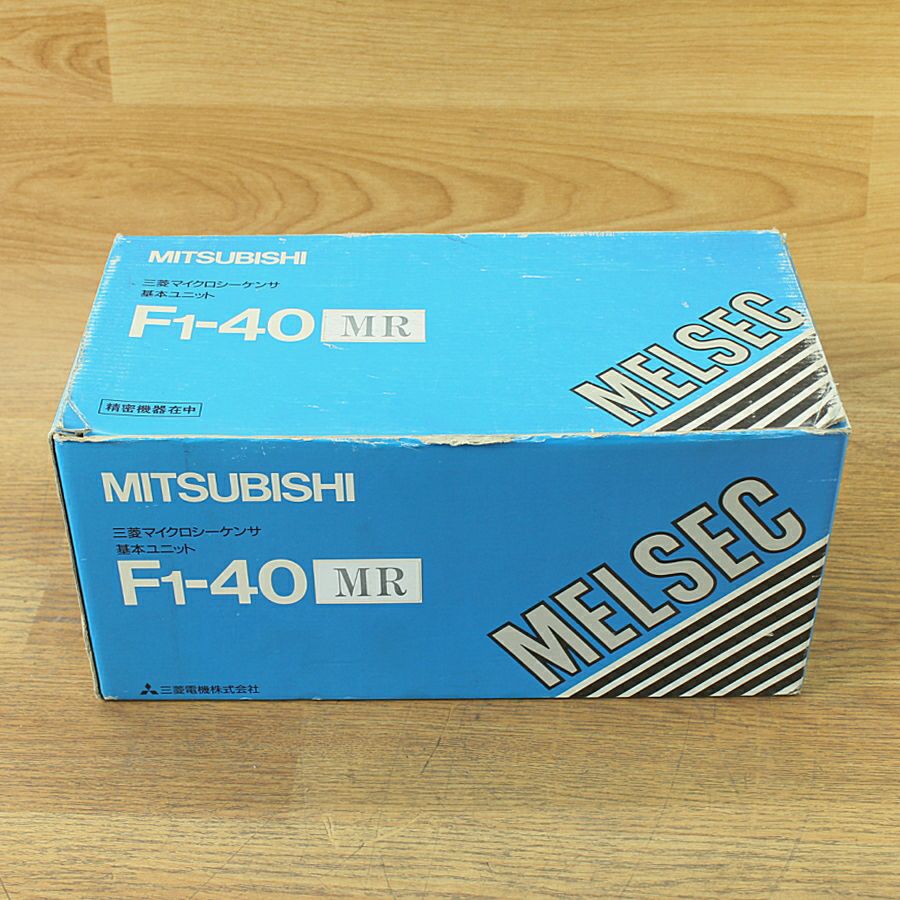 MITSUBISHI
三菱マイクロシーケンサ
基本ユニット
F1-40 MR
精密機器在中
MELSEC
MITSUBISHI
三菱マイクロシーケンサ
基本ユニット
F1-40 MR
三菱電機株式会社
MELSEC